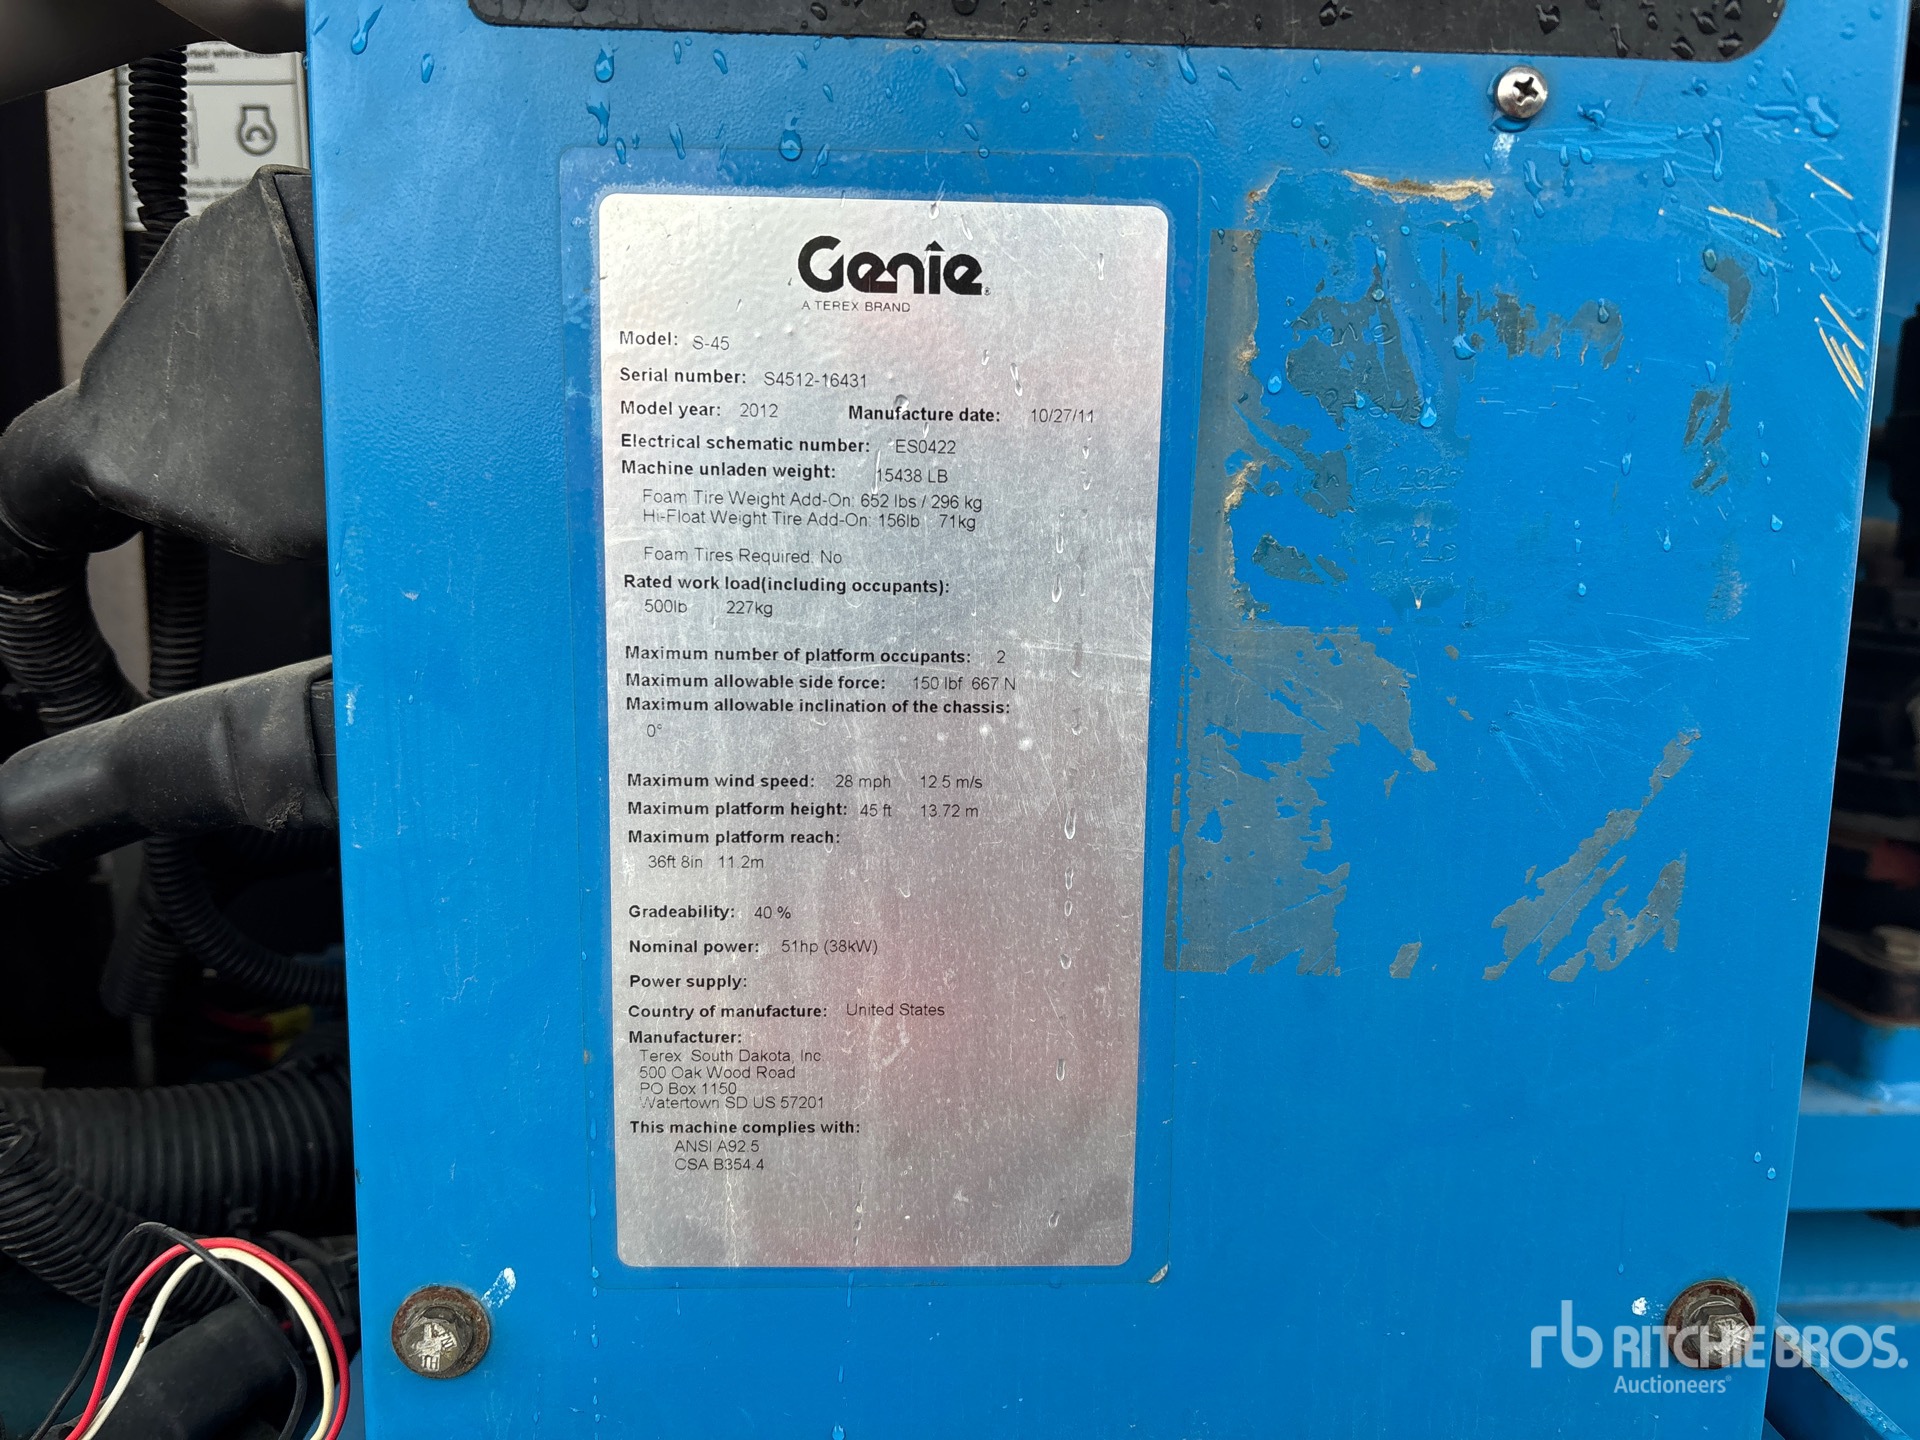 Genie®
A TEREX BRAND
Model: S-45
Serial number: S4512-16431
Model year: 2012 Manufacture date: 10/27/11
Electrical schematic number: ES0422
Machine unladen weight: 15438 LB
Foam Tire Weight Add-On: 652 lbs / 296 kg
Hi-Float Weight Tire Add-On: 156lb 71kg
Foam Tires Required: No
Rated work load(including occupants):
500lb 227kg
Maximum number of platform occupants: 2
Maximum allowable side force: 150 lbf 667 N
Maximum allowable inclination of the chassis:
0°
Maximum wind speed: 28 mph 12.5 m/s
Maximum platform height: 45 ft 13.72 m
Maximum platform reach:
36ft 8in 11.2m
Gradeability: 40 %
Nominal power: 51hp (38kW)
Power supply:
Country of manufacture: United States
Manufacturer:
Terex South Dakota, Inc.
500 Oak Wood Road
PO Box 1150
Watertown SD US 57201
This machine complies with:
ANSI A92.5
CSA B354.4
rb RITCHIE BROS.
Auctioneers